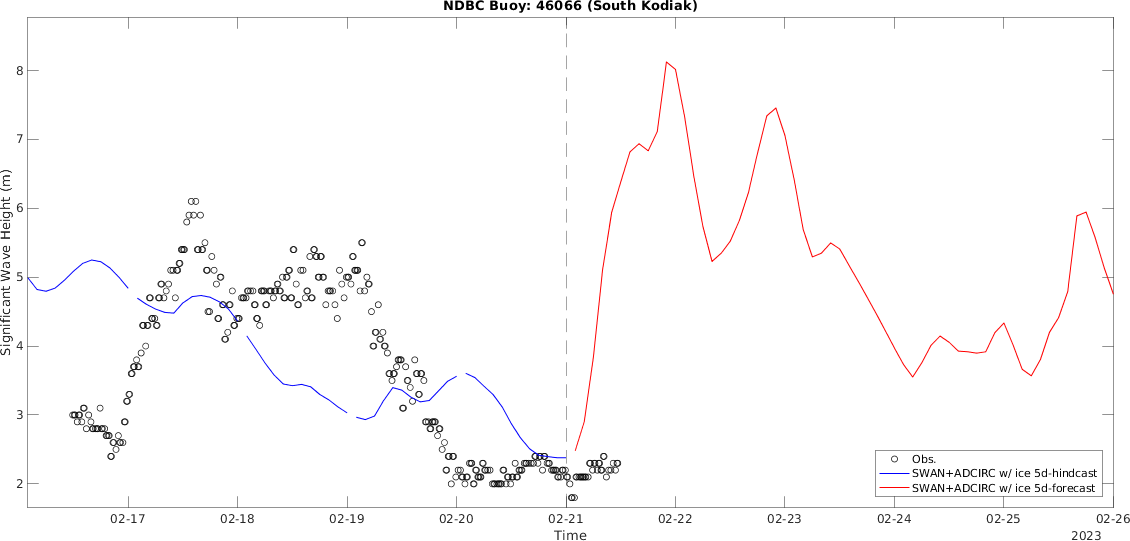 NDBC Buoy: 46066 (South Kodiak)
Significant Wave Height (m)
8
7
6
5
4
3
2
Obs.
SWAN+ADCIRC w/ ice 5d-hindcast
SWAN+ADCIRC w/ ice 5d-forecast
02-17 02-18 02-19 02-20 02-21 02-22 02-23 02-24 02-25 02-26
Time
2023